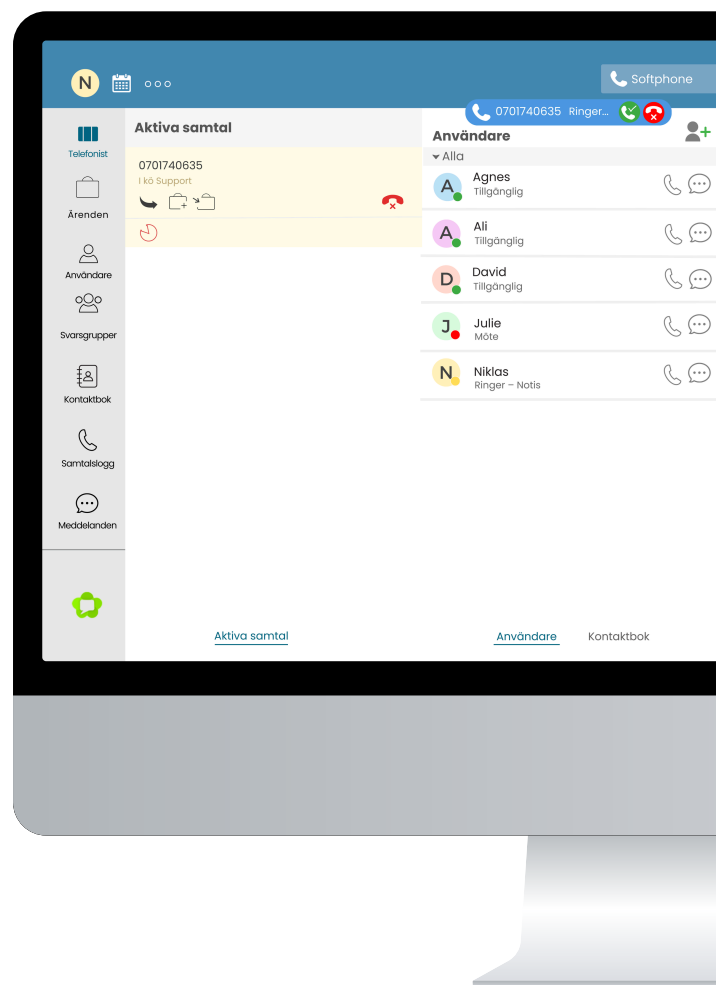 N
Softphone
0701740635 Ringer...
Telefonist
Ärenden
Användare
Svarsgrupper
Kontaktbok
Samtalslogg
Meddelanden
Aktiva samtal
0701740635
I kö Support
Aktiva samtal
Användare
Alla
A
Agnes
Tillgänglig
A
Ali
Tillgänglig
D
David
Tillgänglig
J
Julie
Möte
N
Niklas
Ringer – Notis
Användare
Kontaktbok